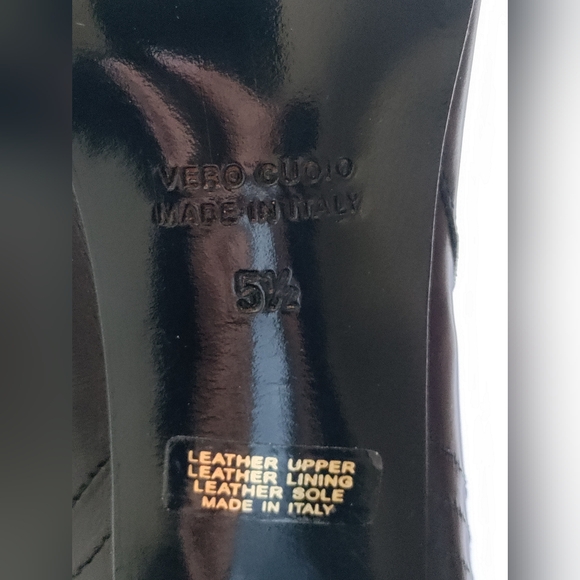 VERO CUOIO
MADE IN ITALY
5½
LEATHER UPPER
LEATHER LINING
LEATHER SOLE
MADE IN ITALY